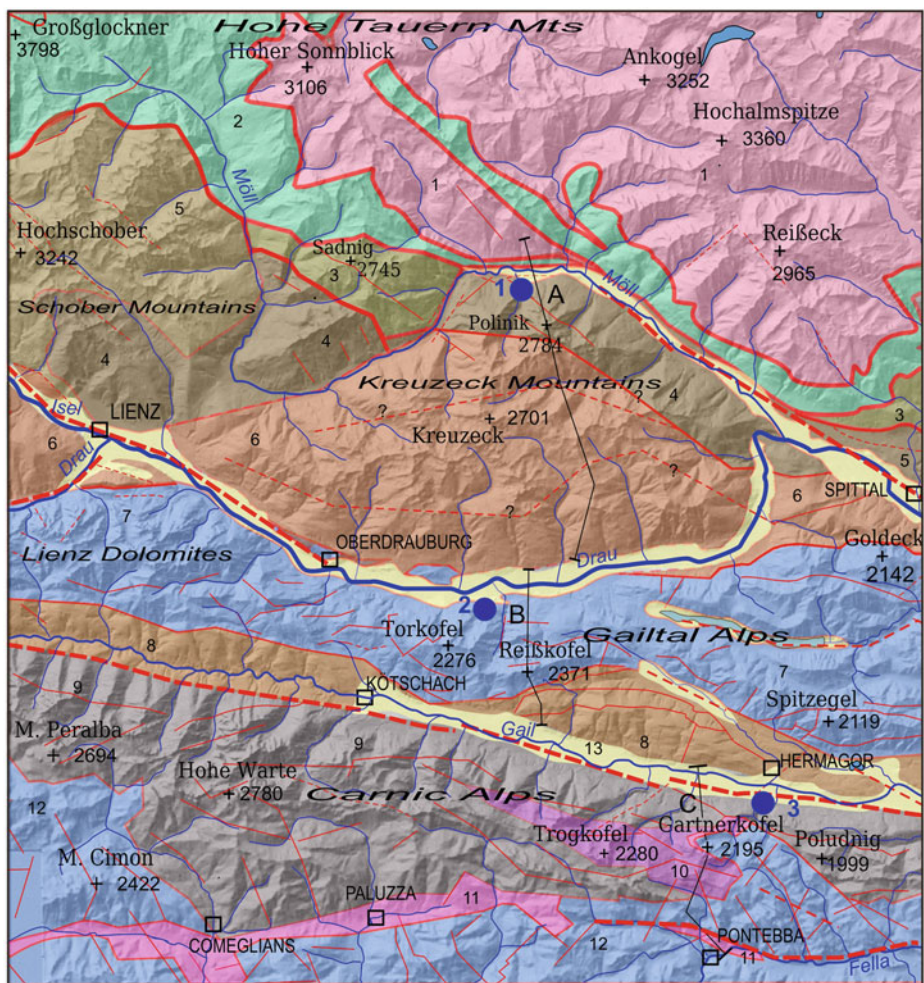 Hohe Tauern Mts
Großglockner
3798
Hoher Sonnblick
3106
Ankogel
3252
Hochalmspitze
3360
2
1
1
Möll
5
Hochschober
3242
Sadnig
2745
3
Reißeck
2965
Möll
Schober Mountains
1
A
Polinik
2784
4
4
Kreuzeck Mountains
4
?
?
3
Isel
LIENZ
2701
Kreuzeck
6
6
Drau
?
5
6
SPITTAL
7
?
OBERDRAUBURG
Drau
Goldeck
2142
Lienz Dolomites
2
B
Torkofel
2276
Gailtal Alps
Reißkofel
2371
8
7
KÖTSCHACH
Spitzegel
2119
9
M. Peralba
2694
Gail
13
8
9
HERMAGOR
Hohe Warte
2780
Carnic Alps
C
3
12
Trogkofel
2280
Gartnerkofel
2195
Poludnig
1999
M. Cimon
2422
10
PALUZZA
11
COMEGLIANS
12
PONTEBBA
11
Fella